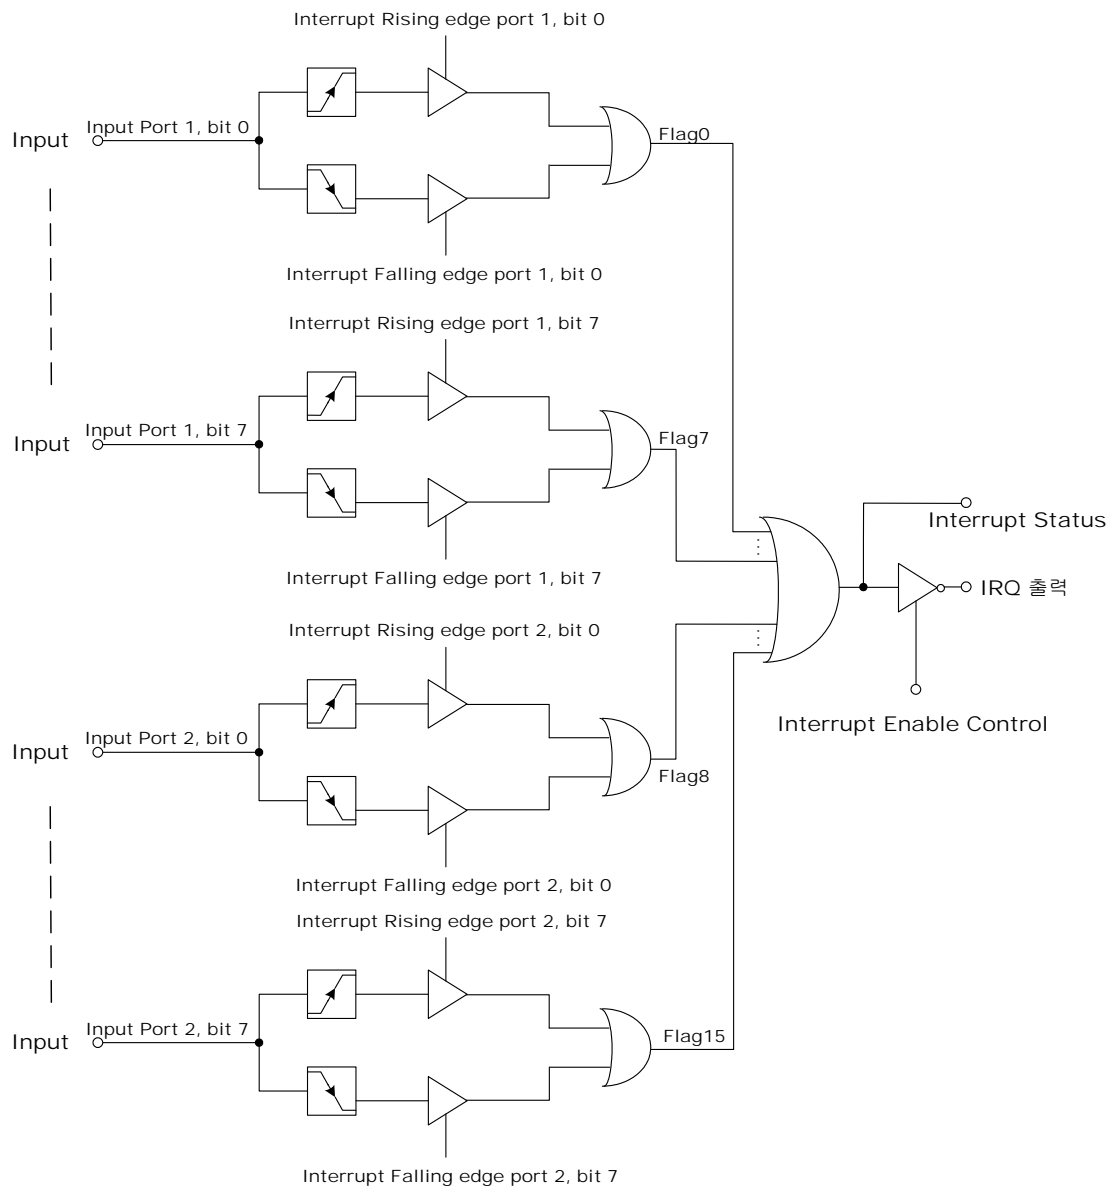 Interrupt Rising edge port 1, bit 0
Input
Input Port 1, bit 0
Flag0
Interrupt Falling edge port 1, bit 0
Interrupt Rising edge port 1, bit 7
Input
Input Port 1, bit 7
Flag7
Interrupt Falling edge port 1, bit 7
Interrupt Status
IRQ 출력
Interrupt Rising edge port 2, bit 0
Interrupt Enable Control
Input
Input Port 2, bit 0
Flag8
Interrupt Falling edge port 2, bit 0
Interrupt Rising edge port 2, bit 7
Input
Input Port 2, bit 7
Flag15
Interrupt Falling edge port 2, bit 7